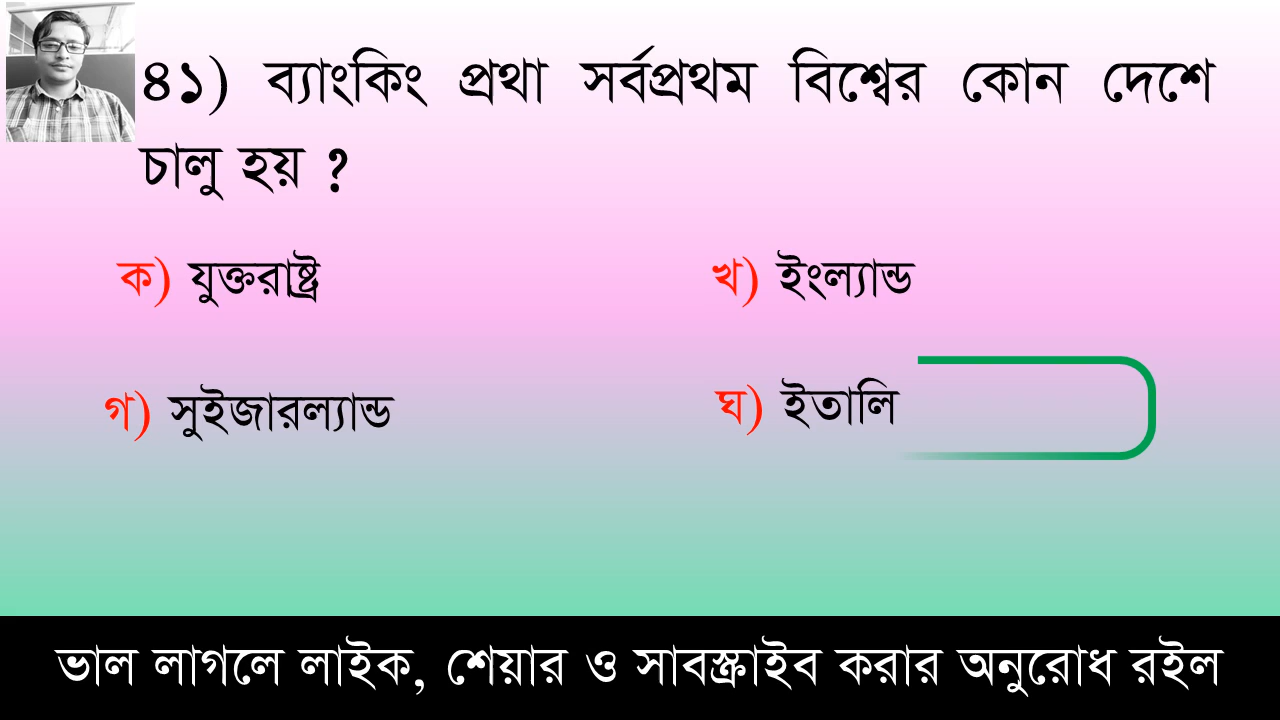 ৪১) ব্যাংকিং প্রথা সর্বপ্রথম বিশ্বের কোন দেশে
চালু হয় ?
ক) যুক্তরাষ্ট্র
খ) ইংল্যান্ড
গ) সুইজারল্যান্ড
ঘ) ইতালি
ভাল লাগলে লাইক, শেয়ার ও সাবস্ক্রাইব করার অনুরোধ রইল